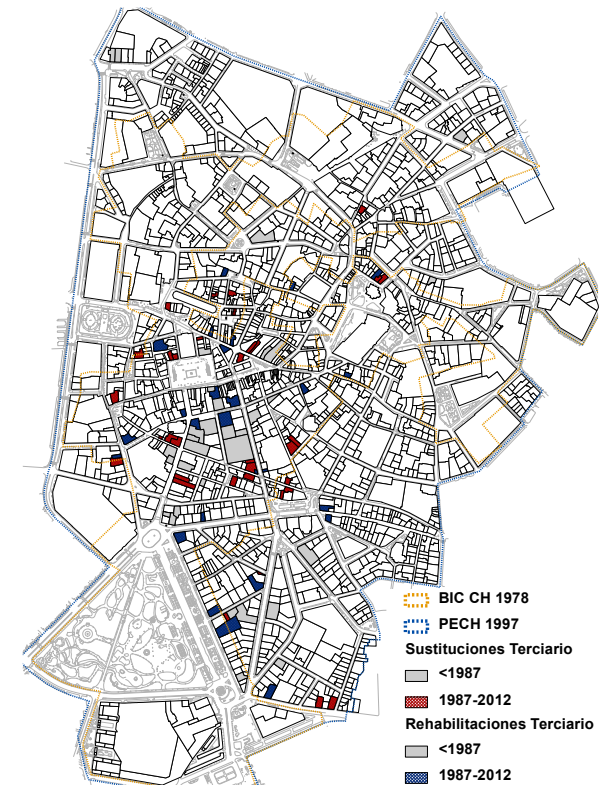 BIC CH 1978
PECH 1997
Sustituciones Terciario
<1987
1987-2012
Rehabilitaciones Terciario
<1987
1987-2012